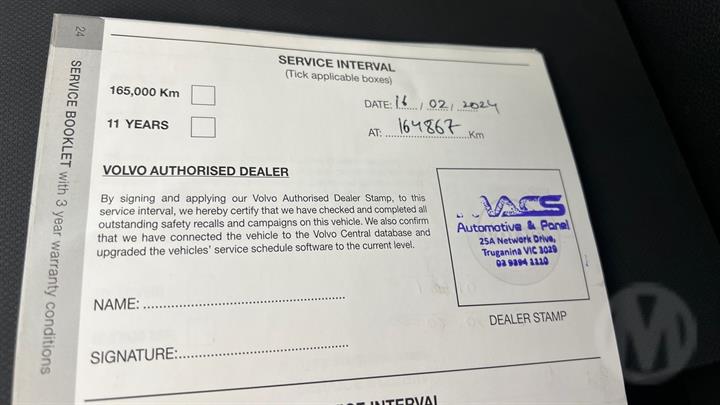 24
SERVICE BOOKLET with 3 year warranty conditions
SERVICE INTERVAL
(Tick applicable boxes)
165,000 Km
DATE: 16 / 02 / 2024
11 YEARS
AT: 164867 Km
VOLVO AUTHORISED DEALER
By signing and applying our Volvo Authorised Dealer Stamp, to this
service interval, we hereby certify that we have checked and completed all
outstanding safety recalls and campaigns on this vehicle. We also confirm
that we have connected the vehicle to the Volvo Central database and
upgraded the vehicles' service schedule software to the current level.
Automotive & Panel
25A Network Drive,
Truganina VIC 3029
03 9394 1110
NAME:
DEALER STAMP
SIGNATURE:
INTERVAL
M